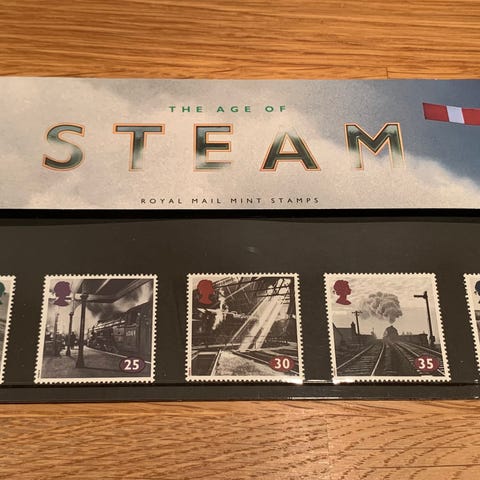 THE AGE OF
STEAM
ROYAL MAIL MINT STAMPS
25
30
35